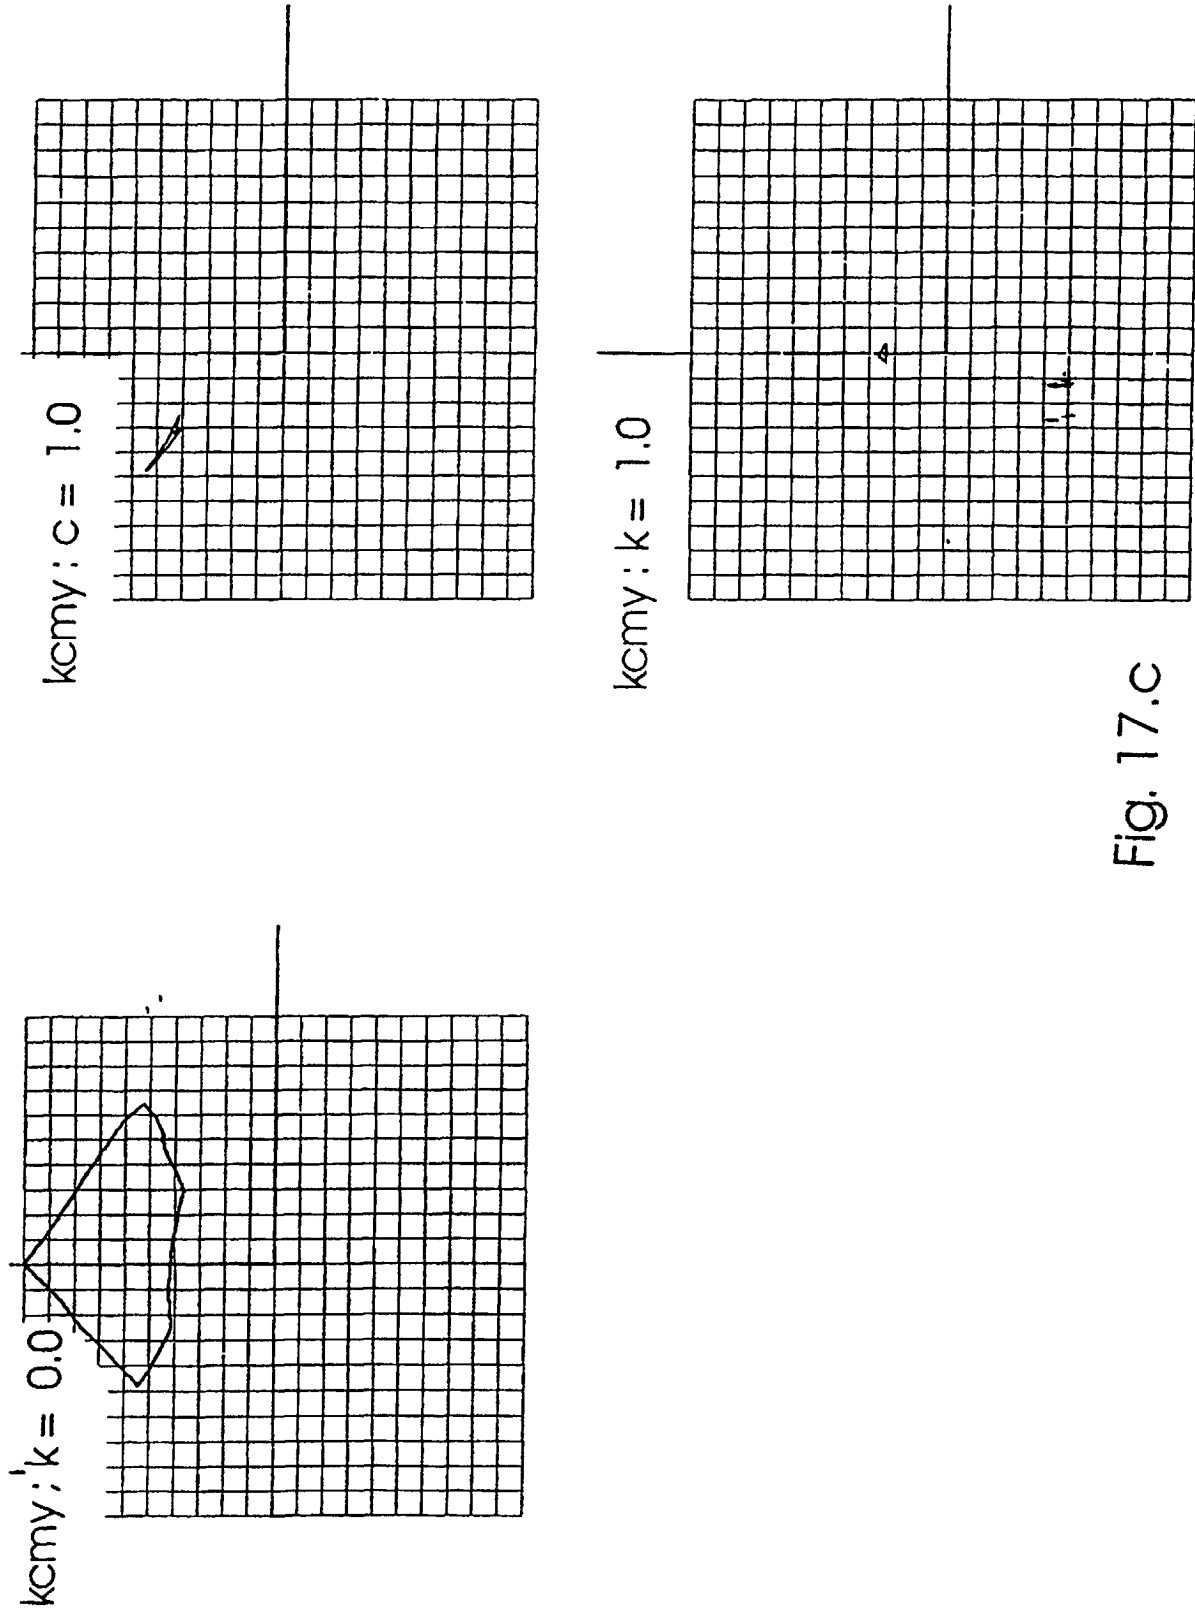 kcmy ; k = 0.0
kcmy : c = 1.0
kcmy : k = 1.0
Fig. 17.c